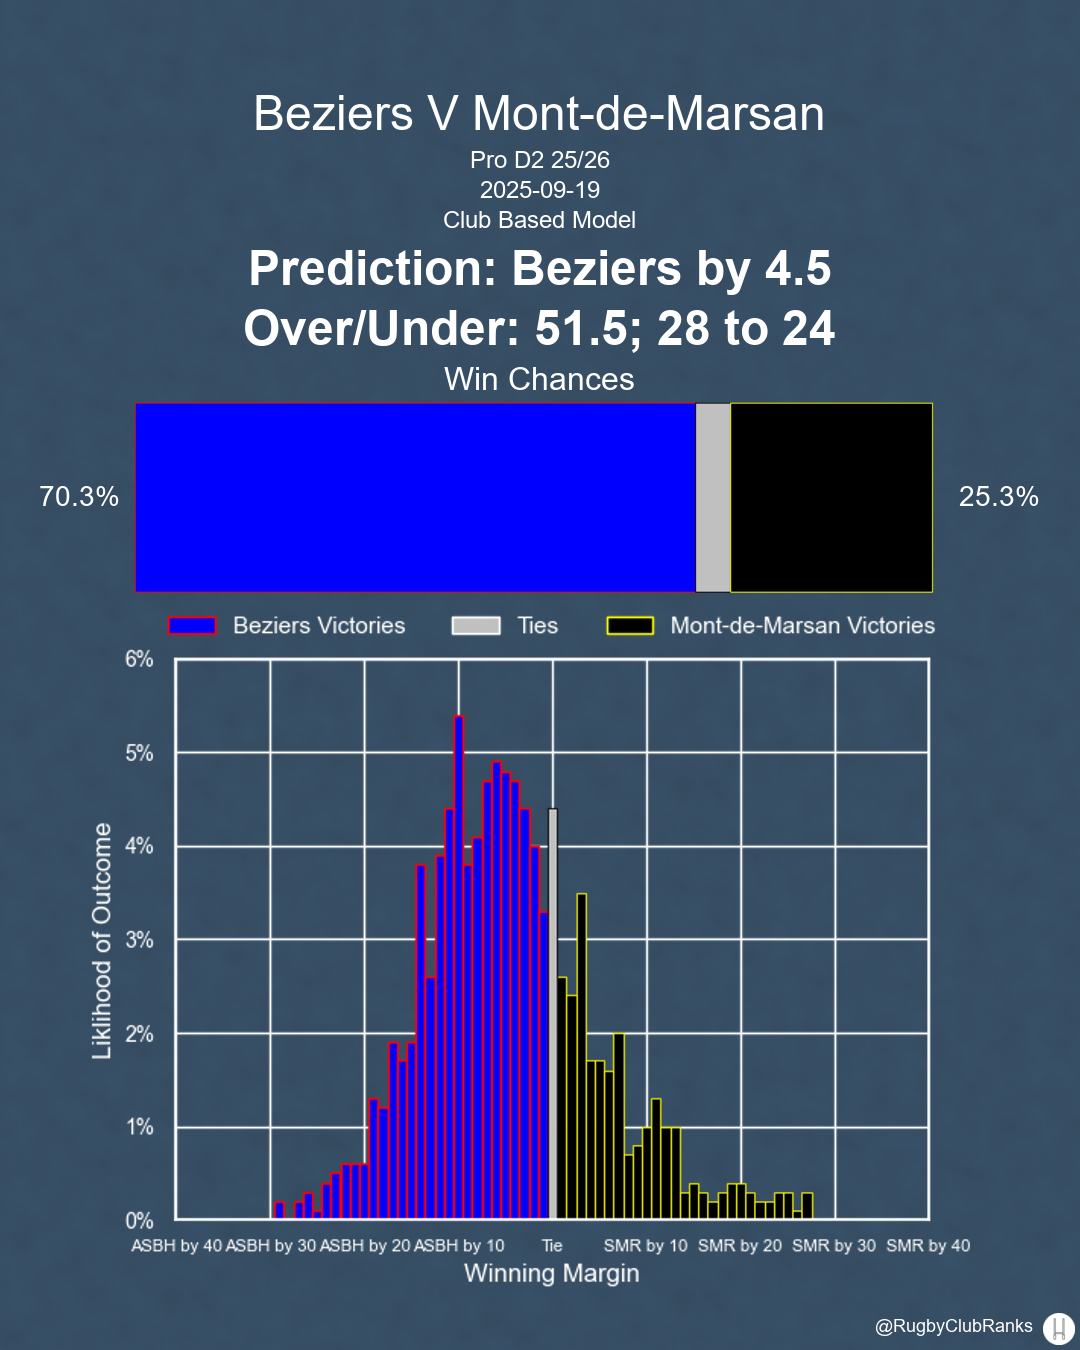 Beziers V Mont-de-Marsan
Pro D2 25/26
2025-09-19
Club Based Model
Prediction: Beziers by 4.5
Over/Under: 51.5; 28 to 24
Win Chances
70.3%
25.3%
Beziers Victories Ties Mont-de-Marsan Victories
6%
5%
4%
3%
2%
1%
0%
Liklihood of Outcome
ASBH by 40 ASBH by 30 ASBH by 20 ASBH by 10 Tie SMR by 10 SMR by 20 SMR by 30 SMR by 40
Winning Margin
@RugbyClubRanks